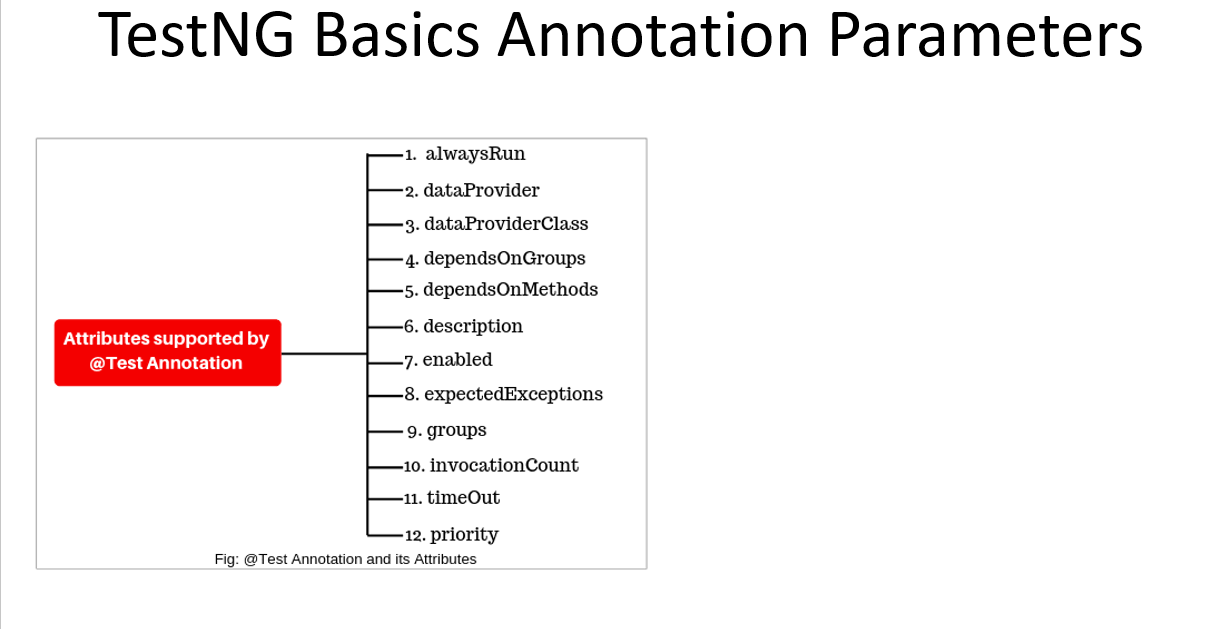 TestNG Basics Annotation Parameters
1. alwaysRun
2. dataProvider
3. dataProviderClass
4. dependsOnGroups
5. dependsOnMethods
6. description
Attributes supported by
@Test Annotation
7. enabled
8. expectedExceptions
9. groups
10. invocationCount
11. timeOut
12. priority
Fig: @Test Annotation and its Attributes